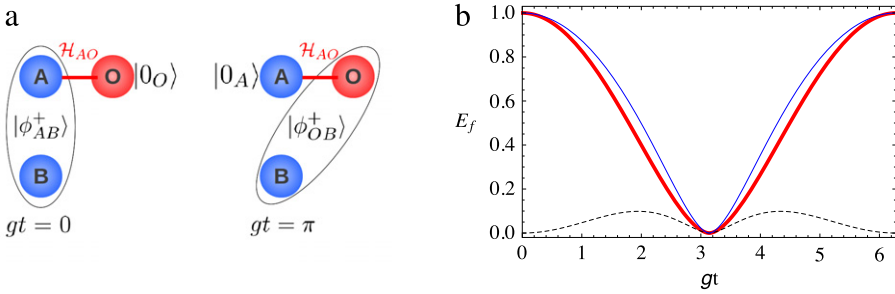 a
A
ℋ_AO
O
|0_O⟩
|φ⁺_AB⟩
B
gt = 0
|0_A⟩
A
ℋ_AO
O
|φ⁺_OB⟩
B
gt = π
b
E_f
1.0
0.8
0.6
0.4
0.2
0.0
0 1 2 3 4 5 6
gt